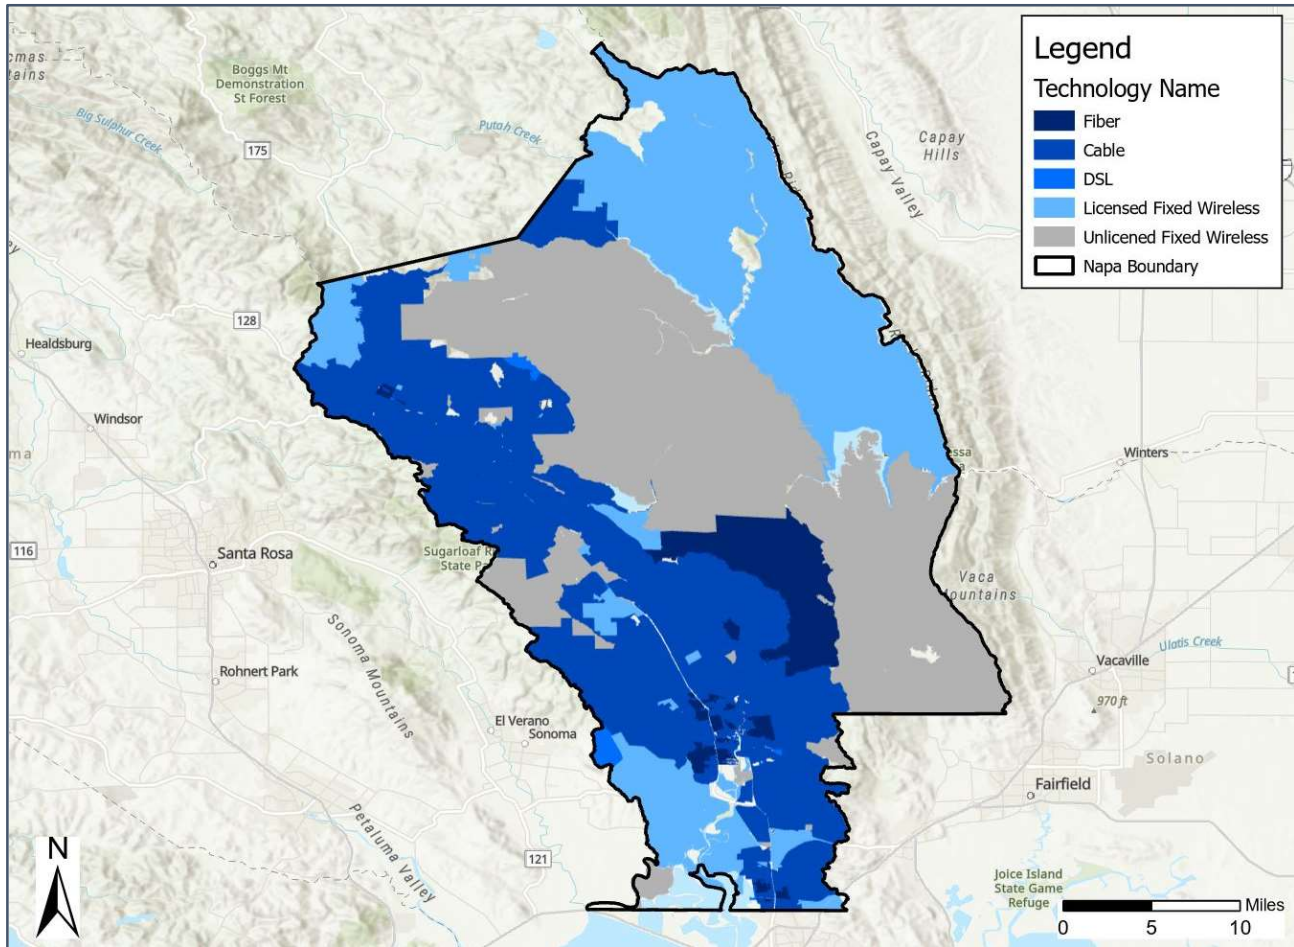 Legend
Technology Name
Fiber
Cable
DSL
Licensed Fixed Wireless
Unlicened Fixed Wireless
Napa Boundary
Boggs Mt
Demonstration
St Forest
Big Sulphur Creek
175
Putah Creek
Capay Valley
Capay
Hills
128
Healdsburg
Windsor
Winters
116
Santa Rosa
Sugarloaf
State
Vaca
Sonoma Mountains
Rohnert Park
Ulatis Creek
Vacaville
970 ft
El Verano
Sonoma
Solano
Fairfield
Petaluma Valley
121
Joice Island
State Game
Refuge
N
Miles
0 5 10